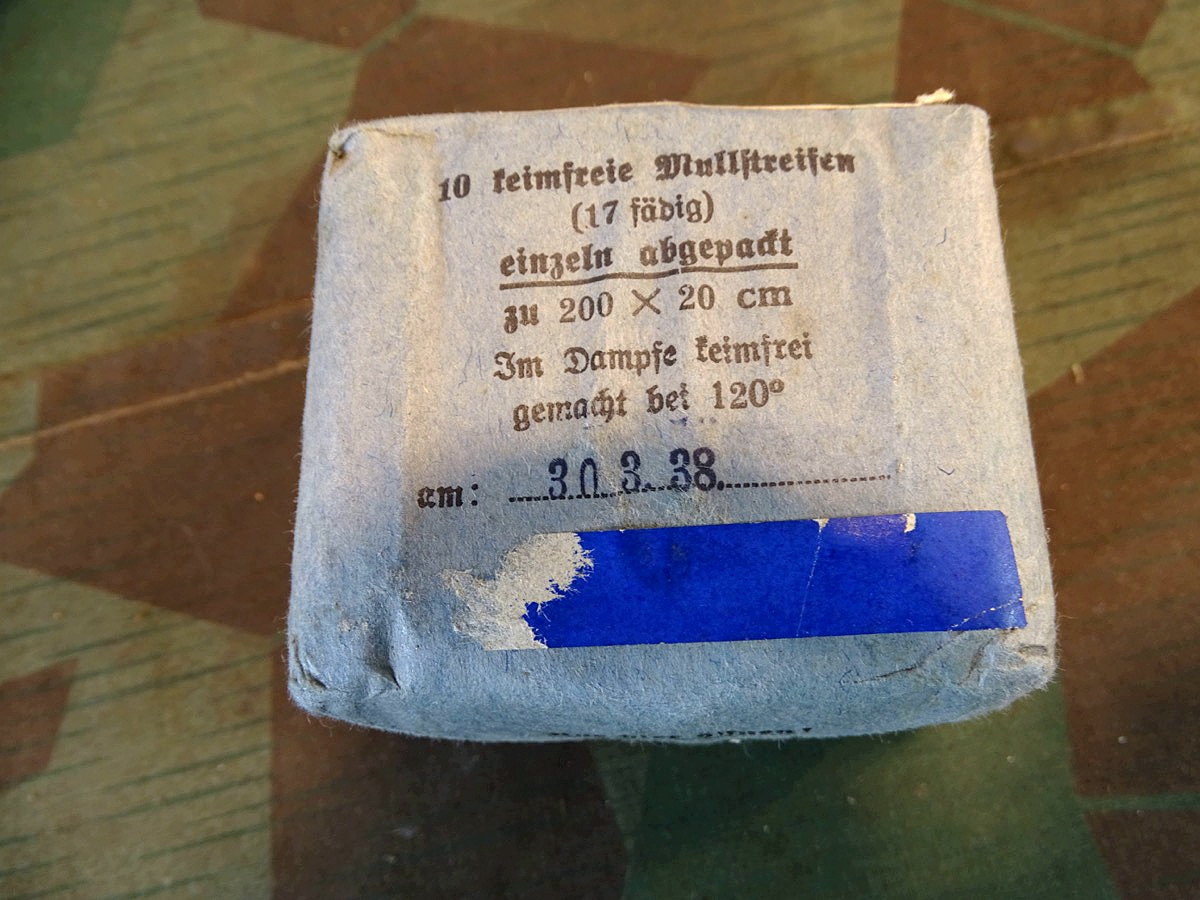 10 keimfreie Mullstreifen
(17 fädig)
einzeln abgepackt
zu 200 × 20 cm
Im Dampfe keimfrei
gemacht bei 120°
am: 30. 3. 38.